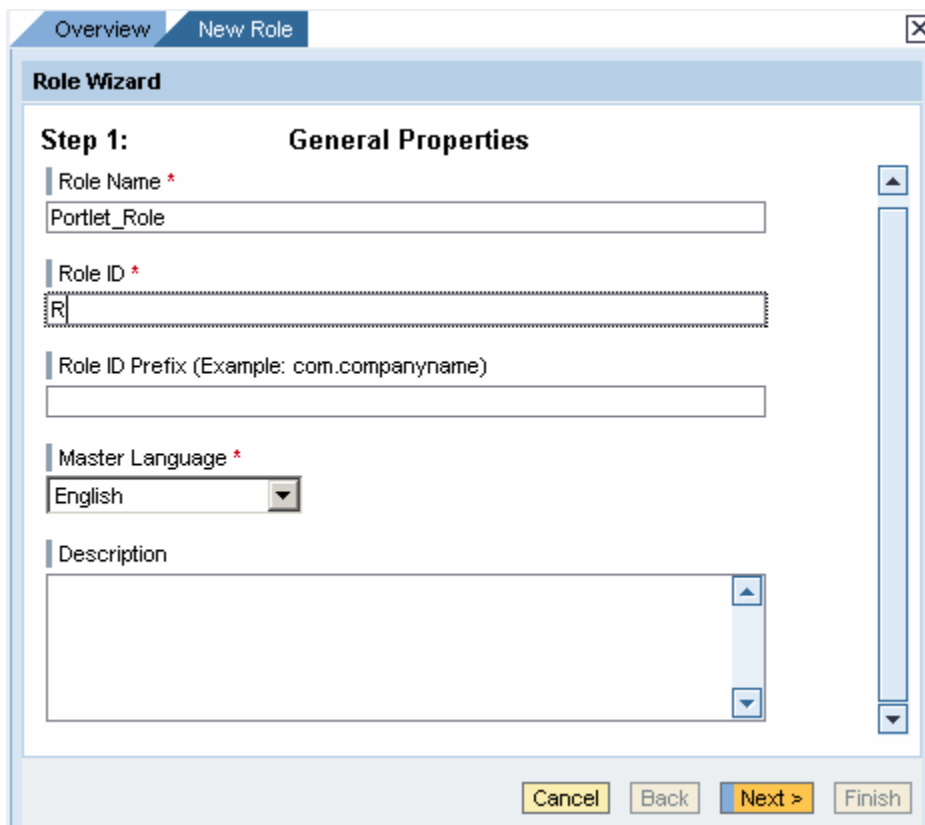 Overview New Role
Role Wizard
Step 1: General Properties
Role Name *
Portlet_Role
Role ID *
R
Role ID Prefix (Example: com.companyname)
Master Language *
English
Description
Cancel Back Next > Finish